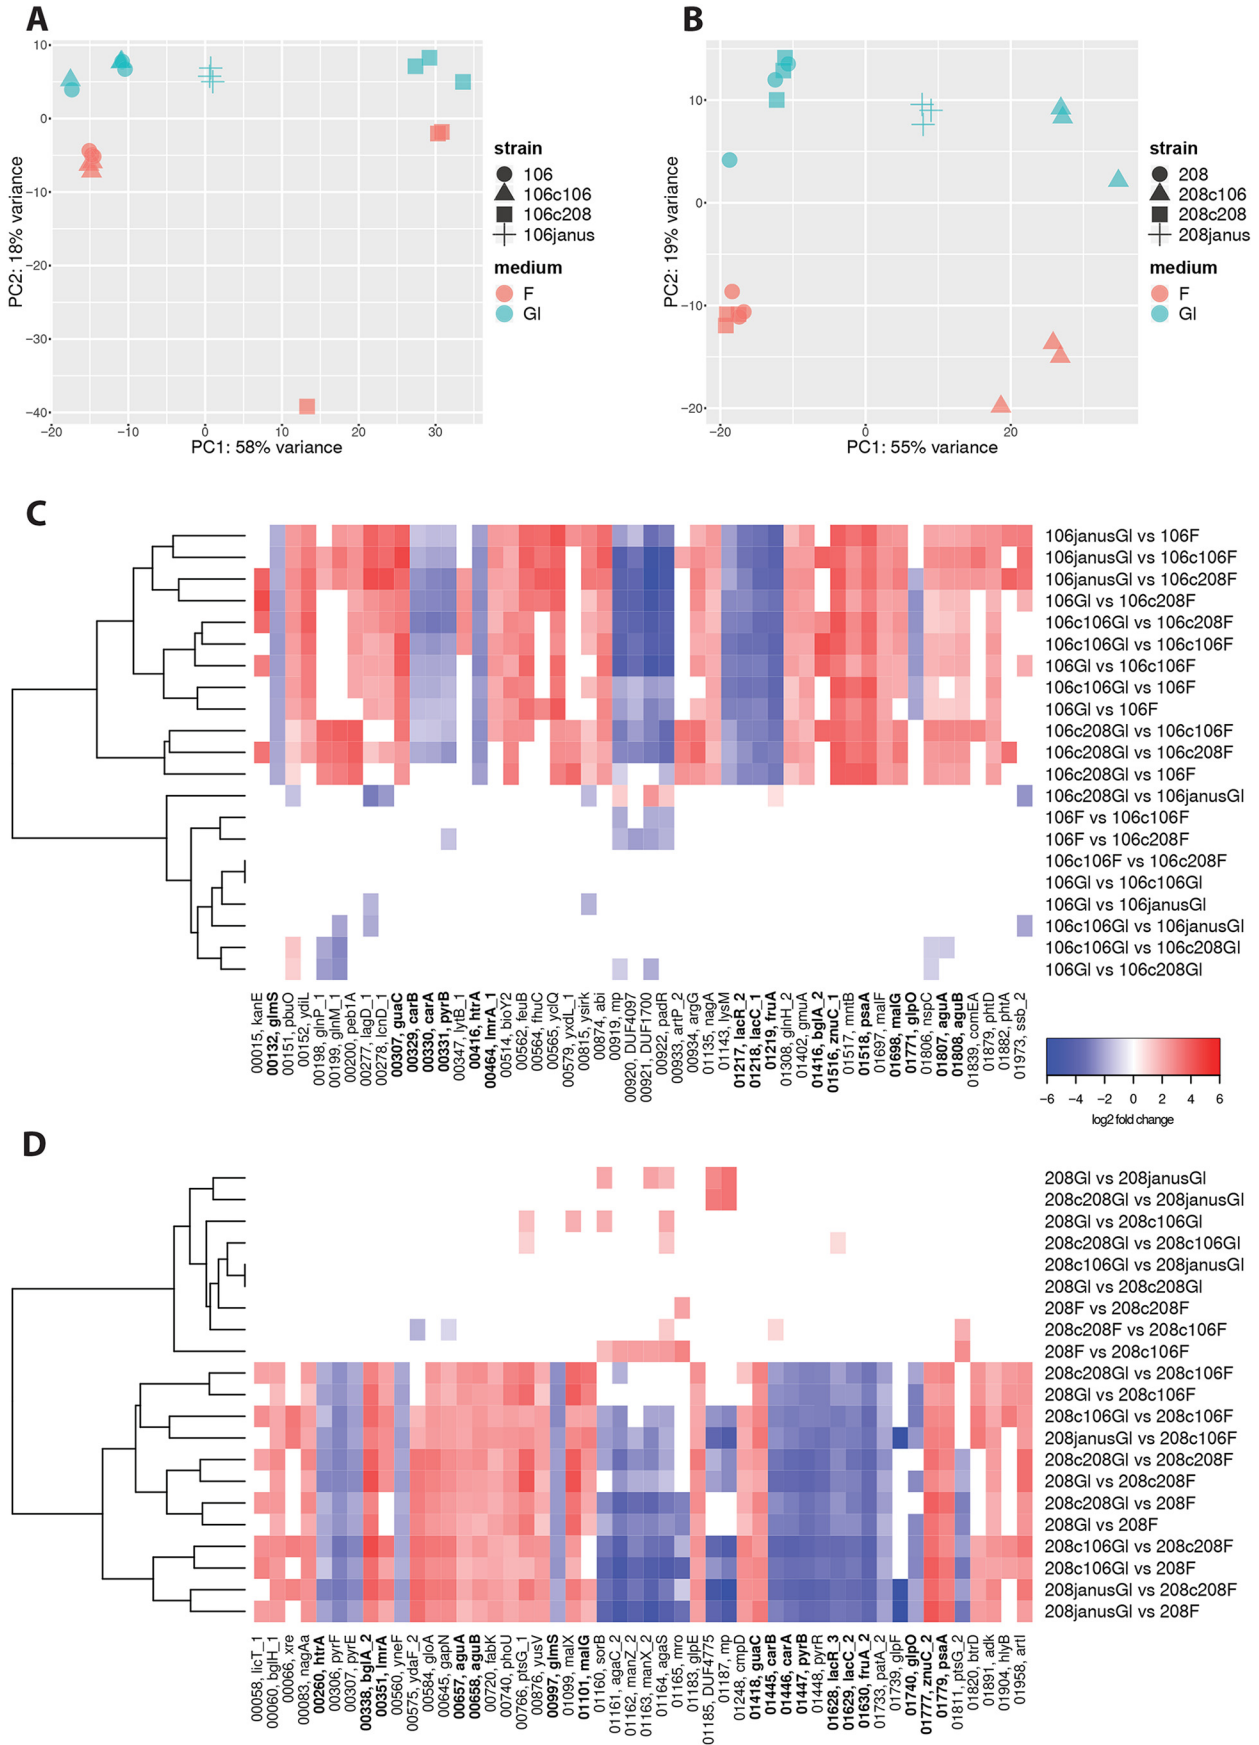 A
10
0
−10
−20
−30
−40
−20
−10
0
10
20
30
PC2: 18% variance
PC1: 58% variance
strain
106
106c106
106c208
106janus
medium
F
Gl
B
10
0
−10
−20
−20
0
20
PC2: 19% variance
PC1: 55% variance
strain
208
208c106
208c208
208janus
medium
F
Gl
C
106janusGl vs 106F
106janusGl vs 106c106F
106janusGl vs 106c208F
106Gl vs 106c208F
106c106Gl vs 106c208F
106c106Gl vs 106c106F
106Gl vs 106c106F
106c106Gl vs 106F
106Gl vs 106F
106c208Gl vs 106c106F
106c208Gl vs 106c208F
106c208Gl vs 106F
106c208Gl vs 106janusGl
106F vs 106c106F
106F vs 106c208F
106c106F vs 106c208F
106Gl vs 106c106Gl
106Gl vs 106janusGl
106c106Gl vs 106janusGl
106c106Gl vs 106c208Gl
106Gl vs 106c208Gl
00015, kanE
00132, glmS
00151, pbuO
00152, ydiL
00198, glnP_1
00199, glnM_1
00200, peb1A
00277, lagD_1
00278, lcnD_1
00307, guaC
00329, carB
00330, carA
00331, pyrB
00347, lytB_1
00416, htrA
00464, lmrA_1
00514, bioY2
00562, feuB
00564, fhuC
00565, yclQ
00579, yxdL_1
00815, ysrk
00874, abi
00919, mp
00920, DUF4097
00921, DUF1700
00922, padR
00933, artP_2
00934, argG
01135, nagA
01143, lysM
01217, lacR_2
01218, lacC_1
01219, fruA
01308, glnH_2
01402, gmuA
01416, bglA_2
01516, znuC_1
01517, mntB
01518, psaA
01697, malF
01698, malG
01771, glpO
01806, nspC
01807, aguA
01808, aguB
01839, comEA
01879, phtD
01882, phtA
01973, ssb_2
−6
−4
−2
0
2
4
6
log2 fold change
D
208Gl vs 208janusGl
208c208Gl vs 208janusGl
208Gl vs 208c106Gl
208c208Gl vs 208c106Gl
208c106Gl vs 208janusGl
208Gl vs 208c208Gl
208F vs 208c208F
208c208F vs 208c106F
208F vs 208c106F
208c208Gl vs 208c106F
208Gl vs 208c106F
208c106Gl vs 208c106F
208janusGl vs 208c106F
208c208Gl vs 208c208F
208Gl vs 208c208F
208c208Gl vs 208F
208Gl vs 208F
208c106Gl vs 208c208F
208c106Gl vs 208F
208janusGl vs 208c208F
208janusGl vs 208F
00058, licT_1
00060, bglH_1
00066, xre
00083, nagAa
00260, htrA
00306, pyrF
00307, pyrE
00338, bglA_2
00351, lmrA
00560, yneF
00575, ydaF_2
00584, gloA
00645, gapN
00657, aguA
00658, aguB
00720, fabK
00740, phoU
00766, ptsG_1
00876, yusV
00997, glmS
01099, malX
01101, malG
01160, sorB
01161, agaC_2
01162, manZ_2
01163, manX_2
01164, agaS
01165, mro
01183, glpE
01185, DUF4775
01187, mp
01248, cmpD
01418, guaC
01445, carB
01446, carA
01447, pyrB
01448, pyrR
01628, lacR_3
01629, lacC_2
01630, fruA_2
01733, patA_2
01739, glpF
01740, glpO
01777, znuC_2
01779, psaA
01811, ptsG_2
01820, btrD
01891, adk
01904, hlyB
01958, artI